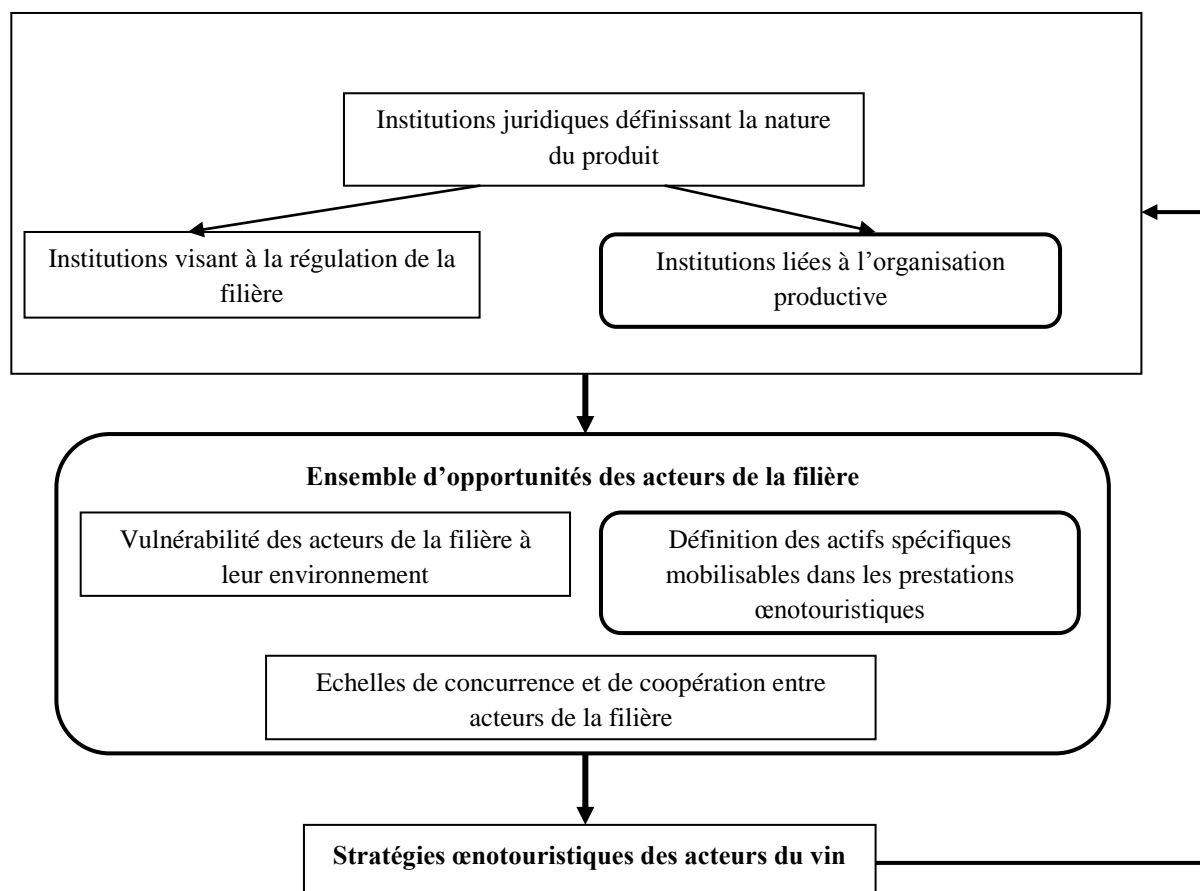 Institutions juridiques définissant la nature
du produit
Institutions visant à la régulation de la
filière
Institutions liées à l’organisation
productive
Ensemble d’opportunités des acteurs de la filière
Vulnérabilité des acteurs de la filière à
leur environnement
Définition des actifs spécifiques
mobilisables dans les prestations
œnotouristiques
Echelles de concurrence et de coopération entre
acteurs de la filière
Stratégies œnotouristiques des acteurs du vin